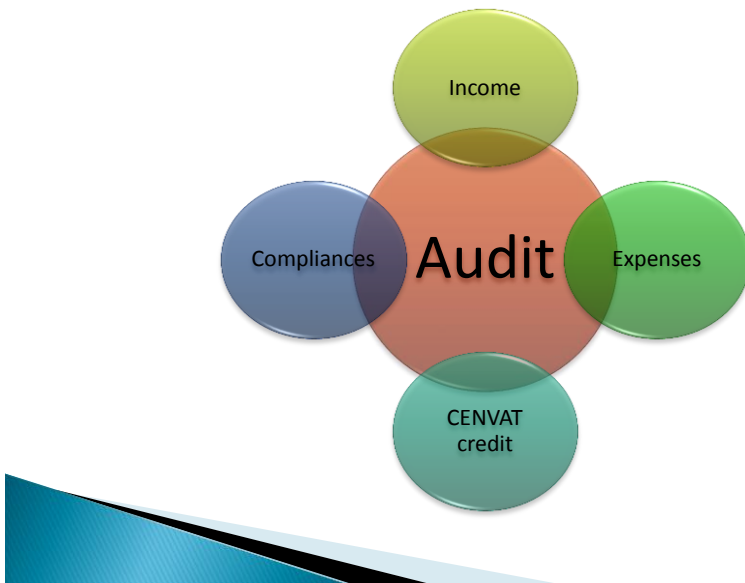 Income
Compliances
Audit
Expenses
CENVAT
credit